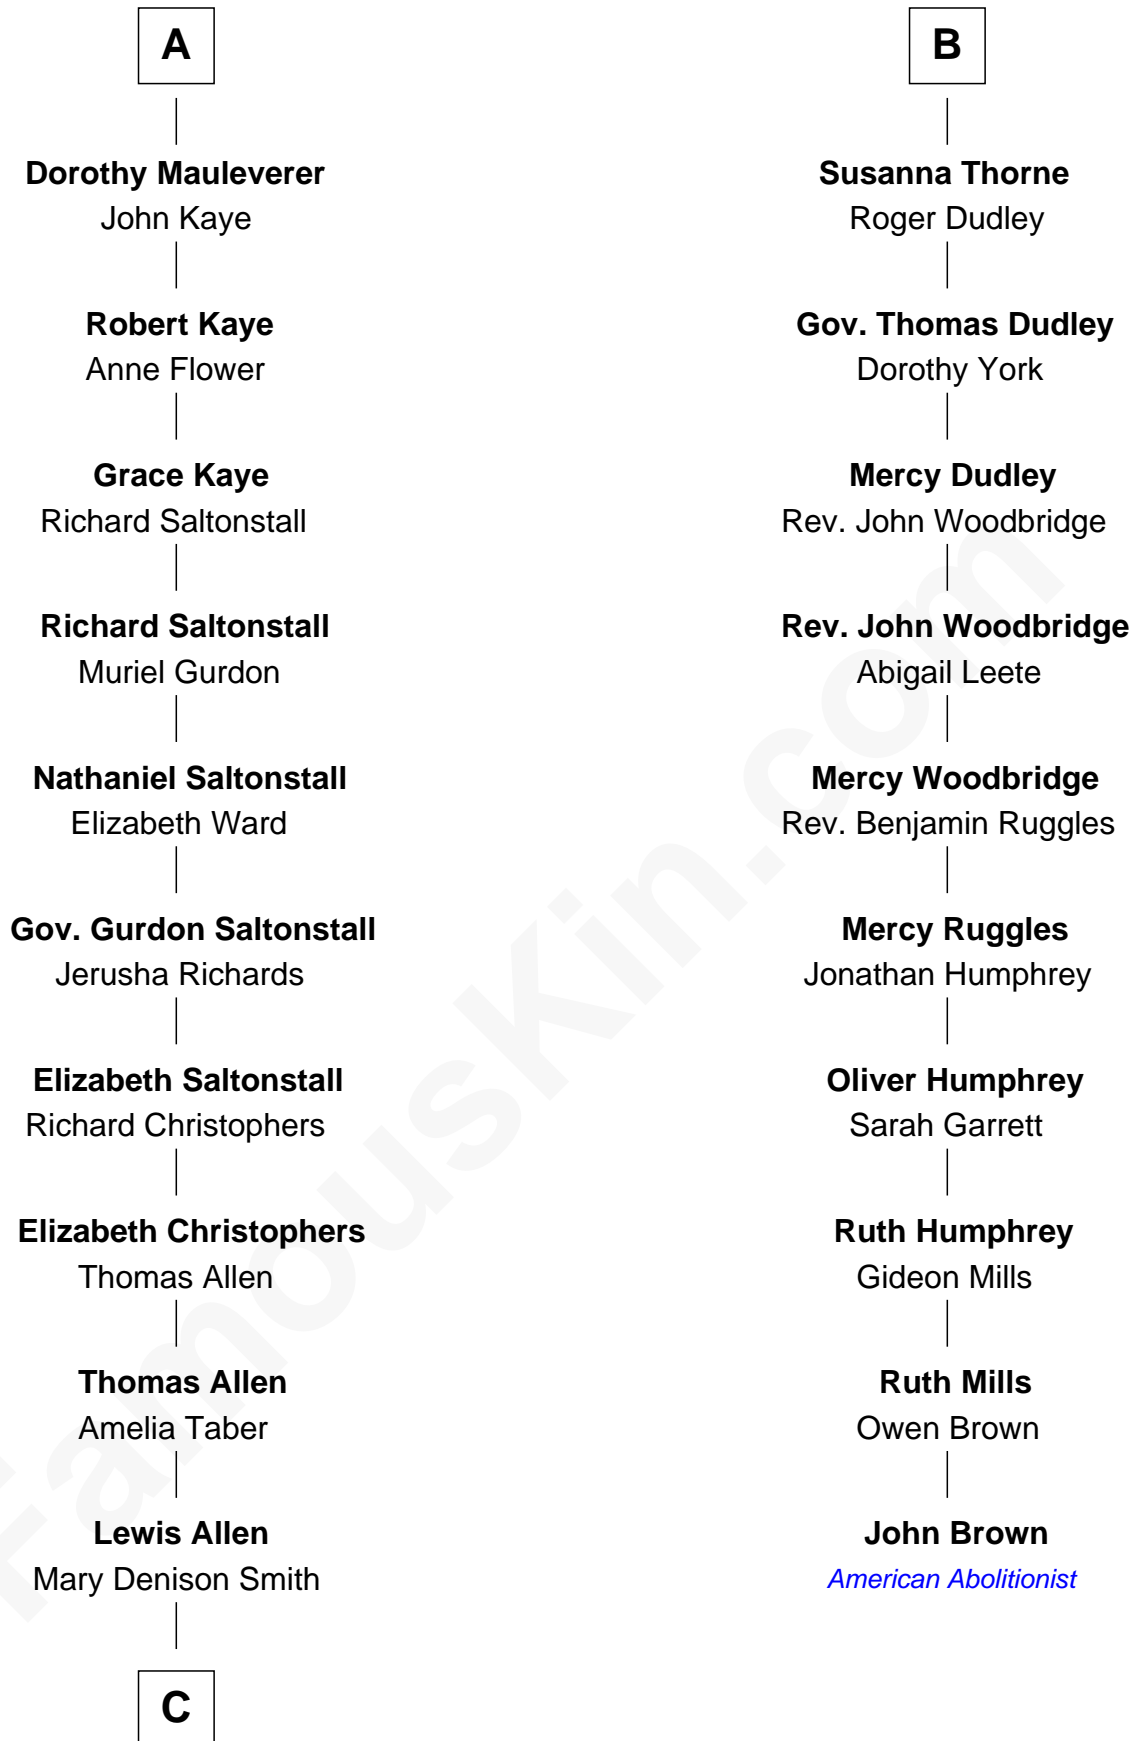 A
Dorothy Mauleverer
John Kaye
Robert Kaye
Anne Flower
Grace Kaye
Richard Saltonstall
Richard Saltonstall
Muriel Gurdon
Nathaniel Saltonstall
Elizabeth Ward
Gov. Gurdon Saltonstall
Jerusha Richards
Elizabeth Saltonstall
Richard Christophers
Elizabeth Christophers
Thomas Allen
Thomas Allen
Amelia Taber
Lewis Allen
Mary Denison Smith
C
B
Susanna Thorne
Roger Dudley
Gov. Thomas Dudley
Dorothy York
Mercy Dudley
Rev. John Woodbridge
Rev. John Woodbridge
Abigail Leete
Mercy Woodbridge
Rev. Benjamin Ruggles
Mercy Ruggles
Jonathan Humphrey
Oliver Humphrey
Sarah Garrett
Ruth Humphrey
Gideon Mills
Ruth Mills
Owen Brown
John Brown
American Abolitionist
FamousKin.com